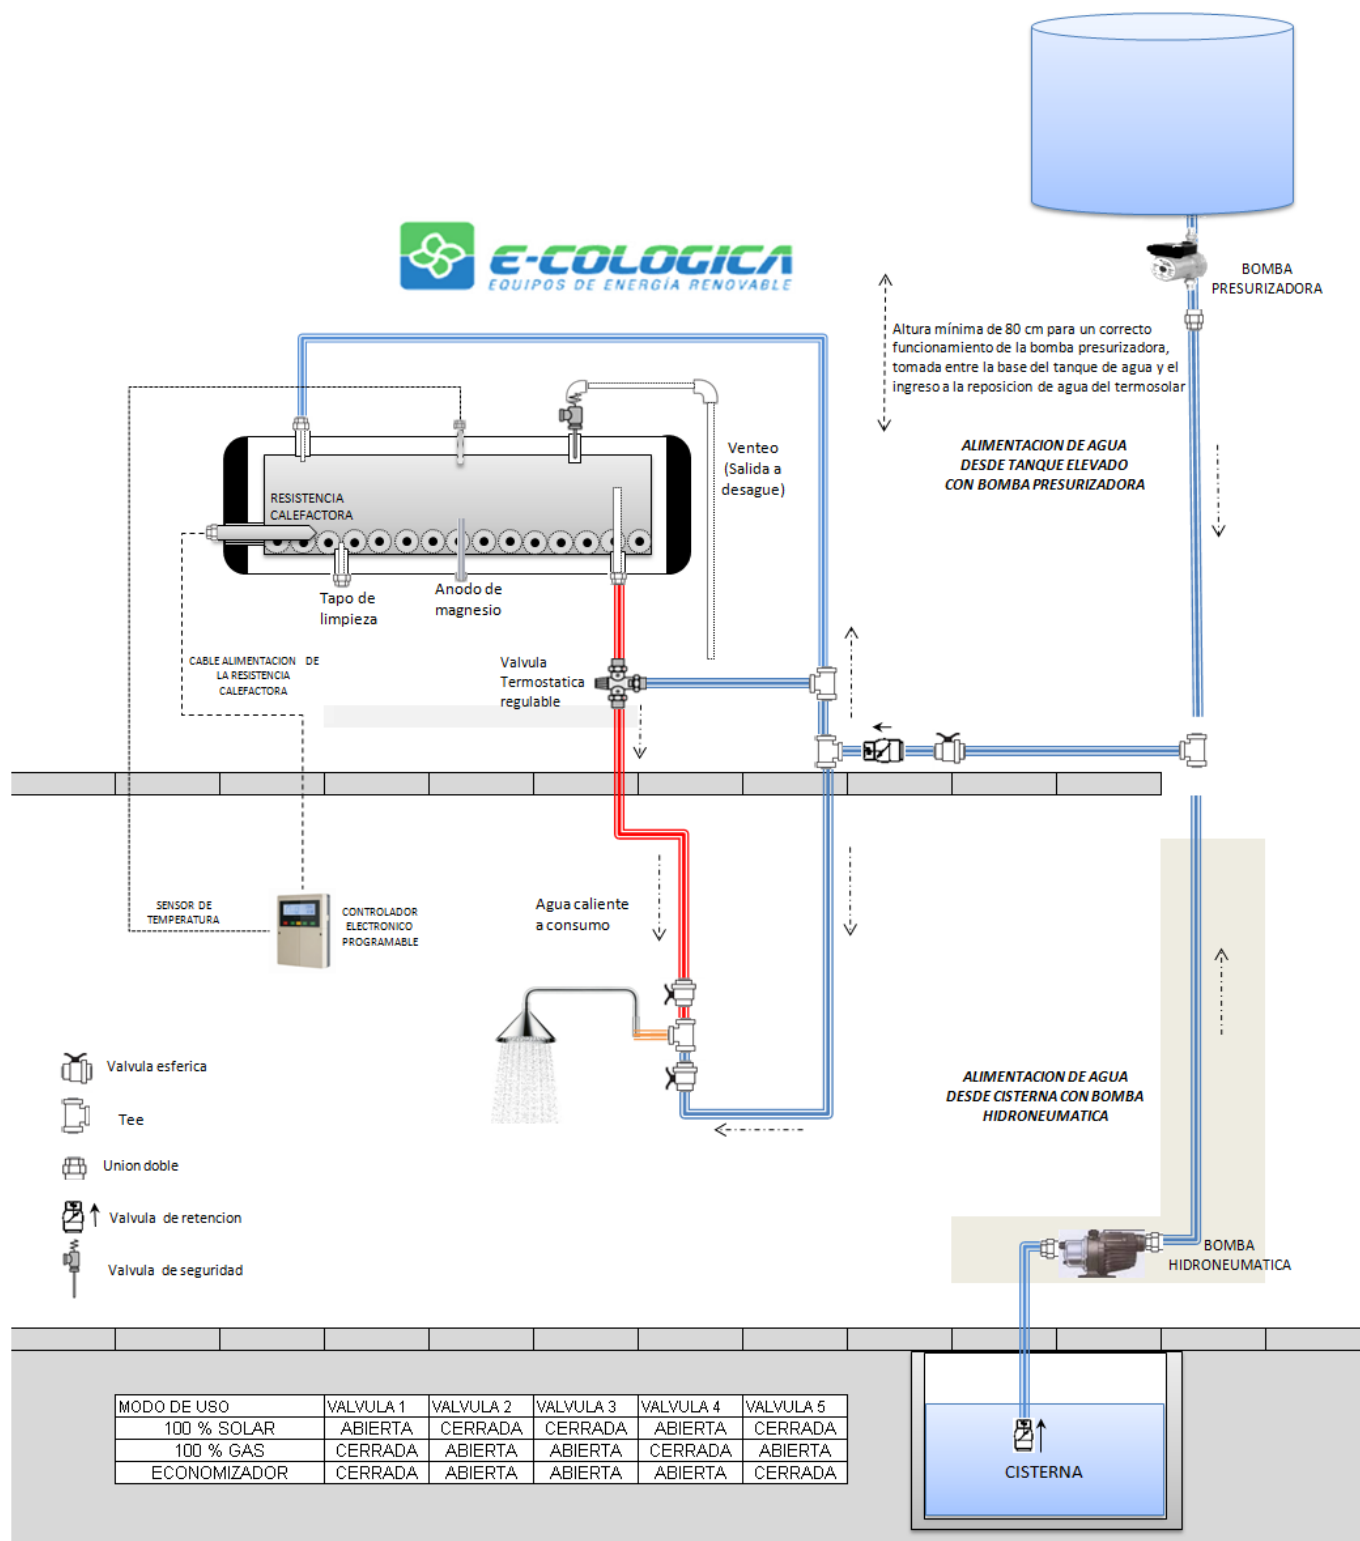 E-COLOGICA
EQUIPOS DE ENERGÍA RENOVABLE
BOMBA
PRESURIZADORA
Altura mínima de 80 cm para un correcto
funcionamiento de la bomba presurizadora,
tomada entre la base del tanque de agua y el
ingreso a la reposicion de agua del termosolar
ALIMENTACION DE AGUA
DESDE TANQUE ELEVADO
CON BOMBA PRESURIZADORA
Venteo
(Salida a
desague)
RESISTENCIA
CALEFACTORA
Tapo de
limpieza
Anodo de
magnesio
CABLE ALIMENTACION DE
LA RESISTENCIA
CALEFACTORA
Valvula
Termostatica
regulable
SENSOR DE
TEMPERATURA
CONTROLADOR
ELECTRONICO
PROGRAMABLE
Agua caliente
a consumo
Valvula esferica
Tee
Union doble
Valvula de retencion
Valvula de seguridad
ALIMENTACION DE AGUA
DESDE CISTERNA CON BOMBA
HIDRONEUMATICA
BOMBA
HIDRONEUMATICA
MODO DE USO VALVULA 1 VALVULA 2 VALVULA 3 VALVULA 4 VALVULA 5
100 % SOLAR ABIERTA CERRADA CERRADA ABIERTA CERRADA
100 % GAS CERRADA ABIERTA ABIERTA CERRADA ABIERTA
ECONOMIZADOR CERRADA ABIERTA ABIERTA ABIERTA CERRADA
CISTERNA